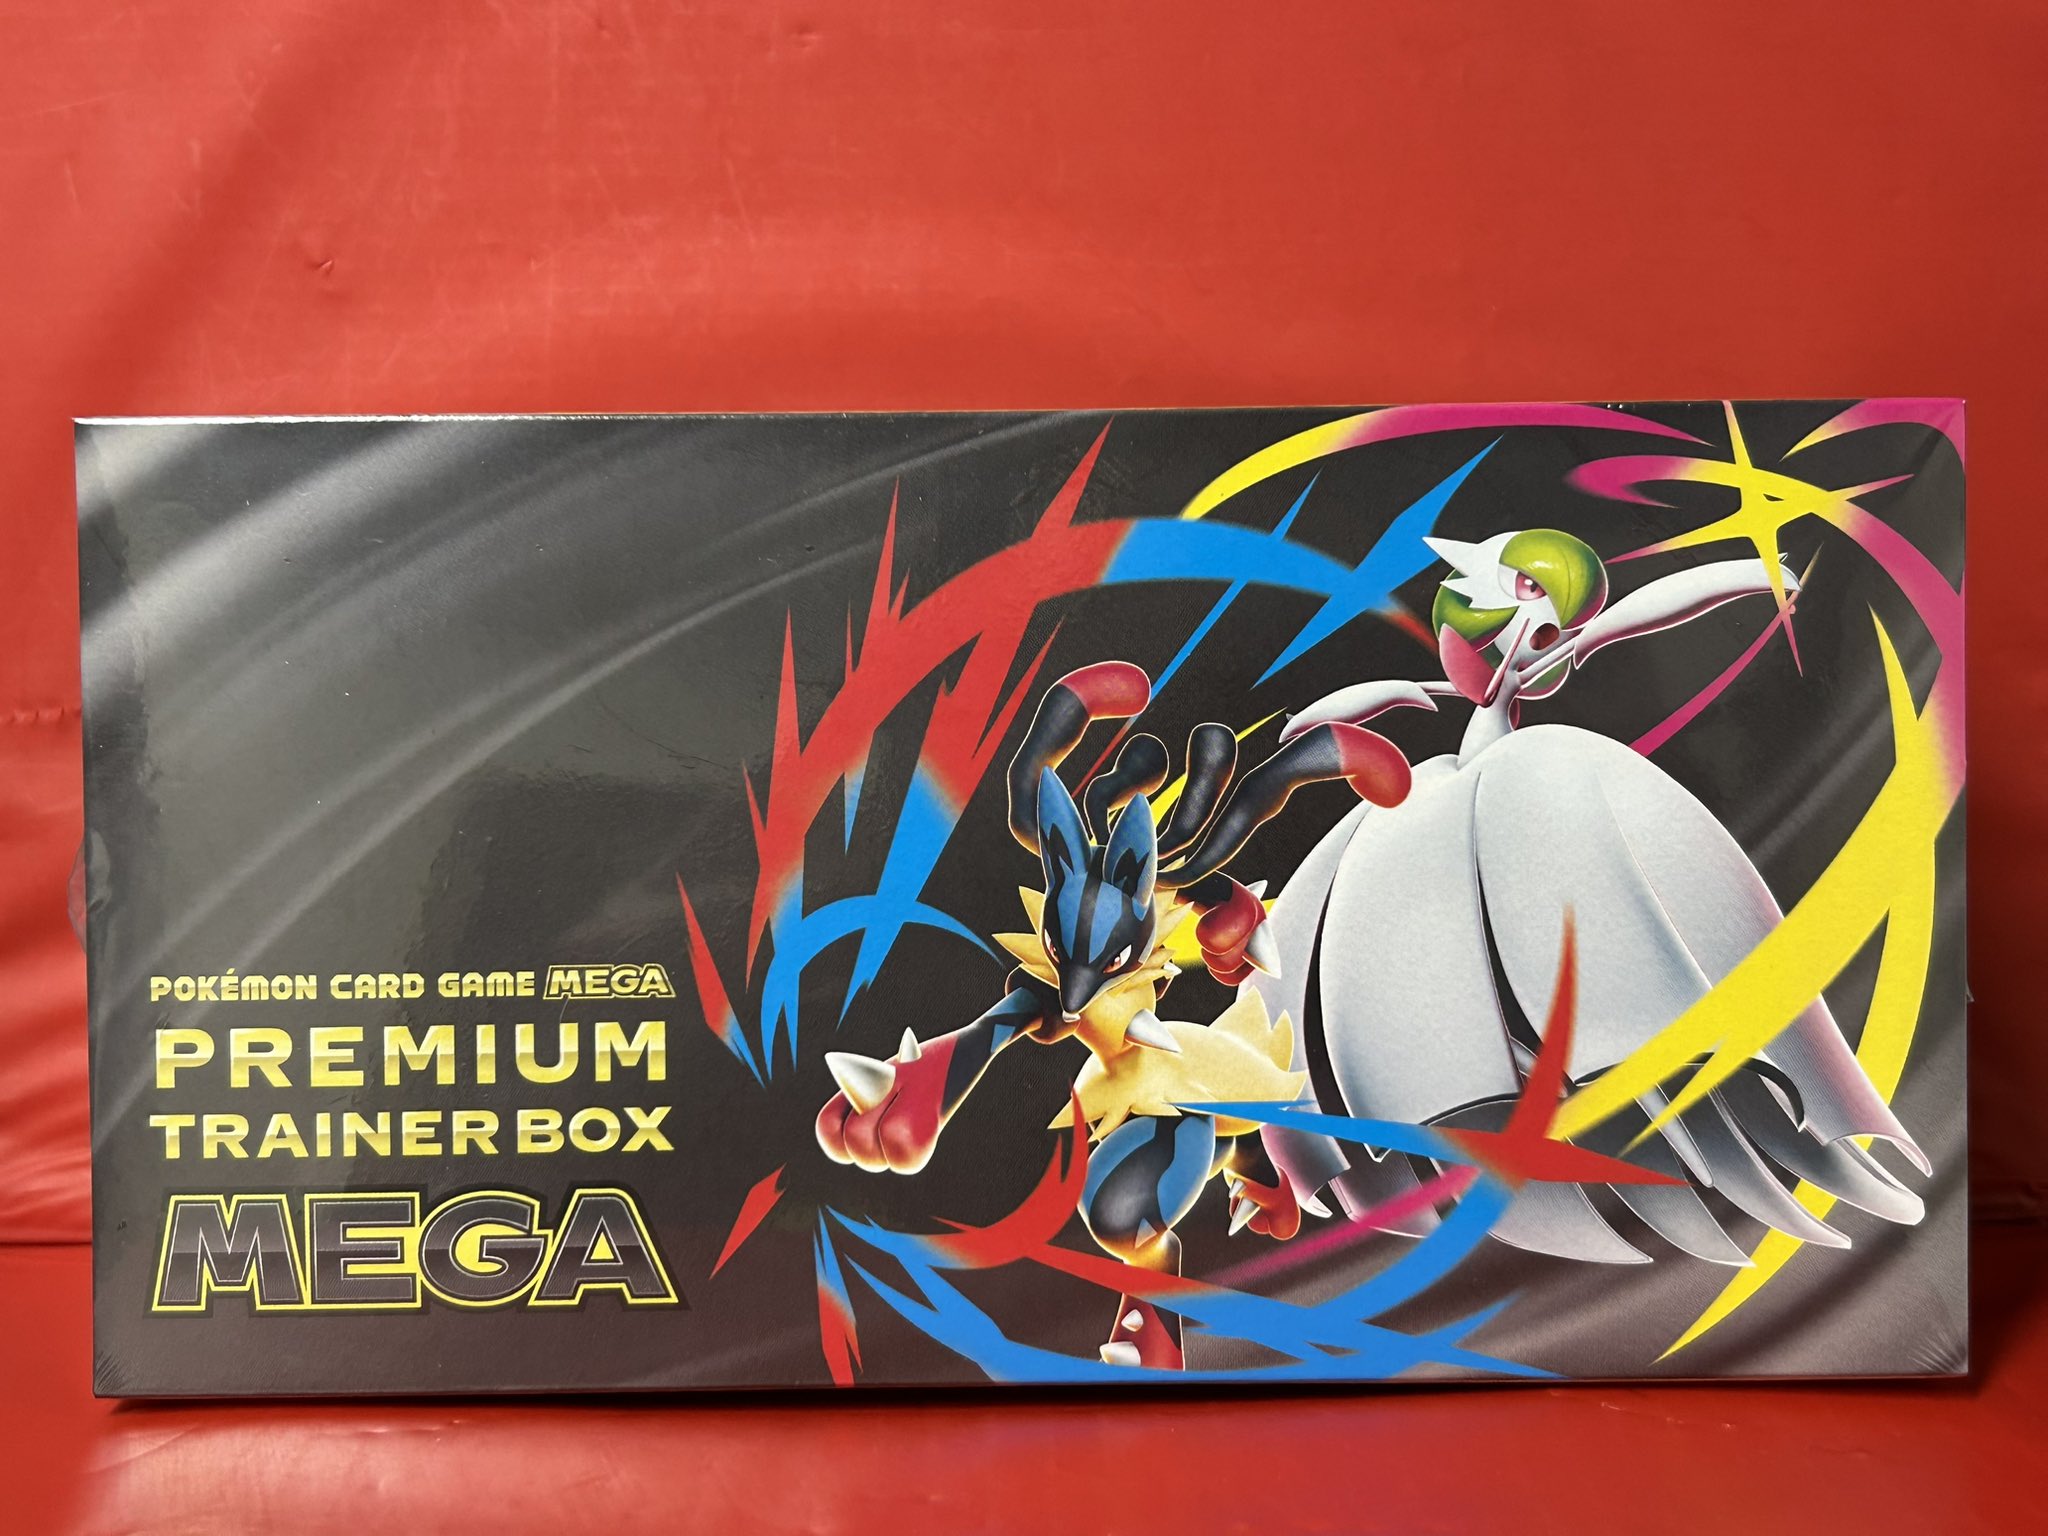 POKÉMON CARD GAME MEGA
PREMIUM
TRAINER BOX
MEGA